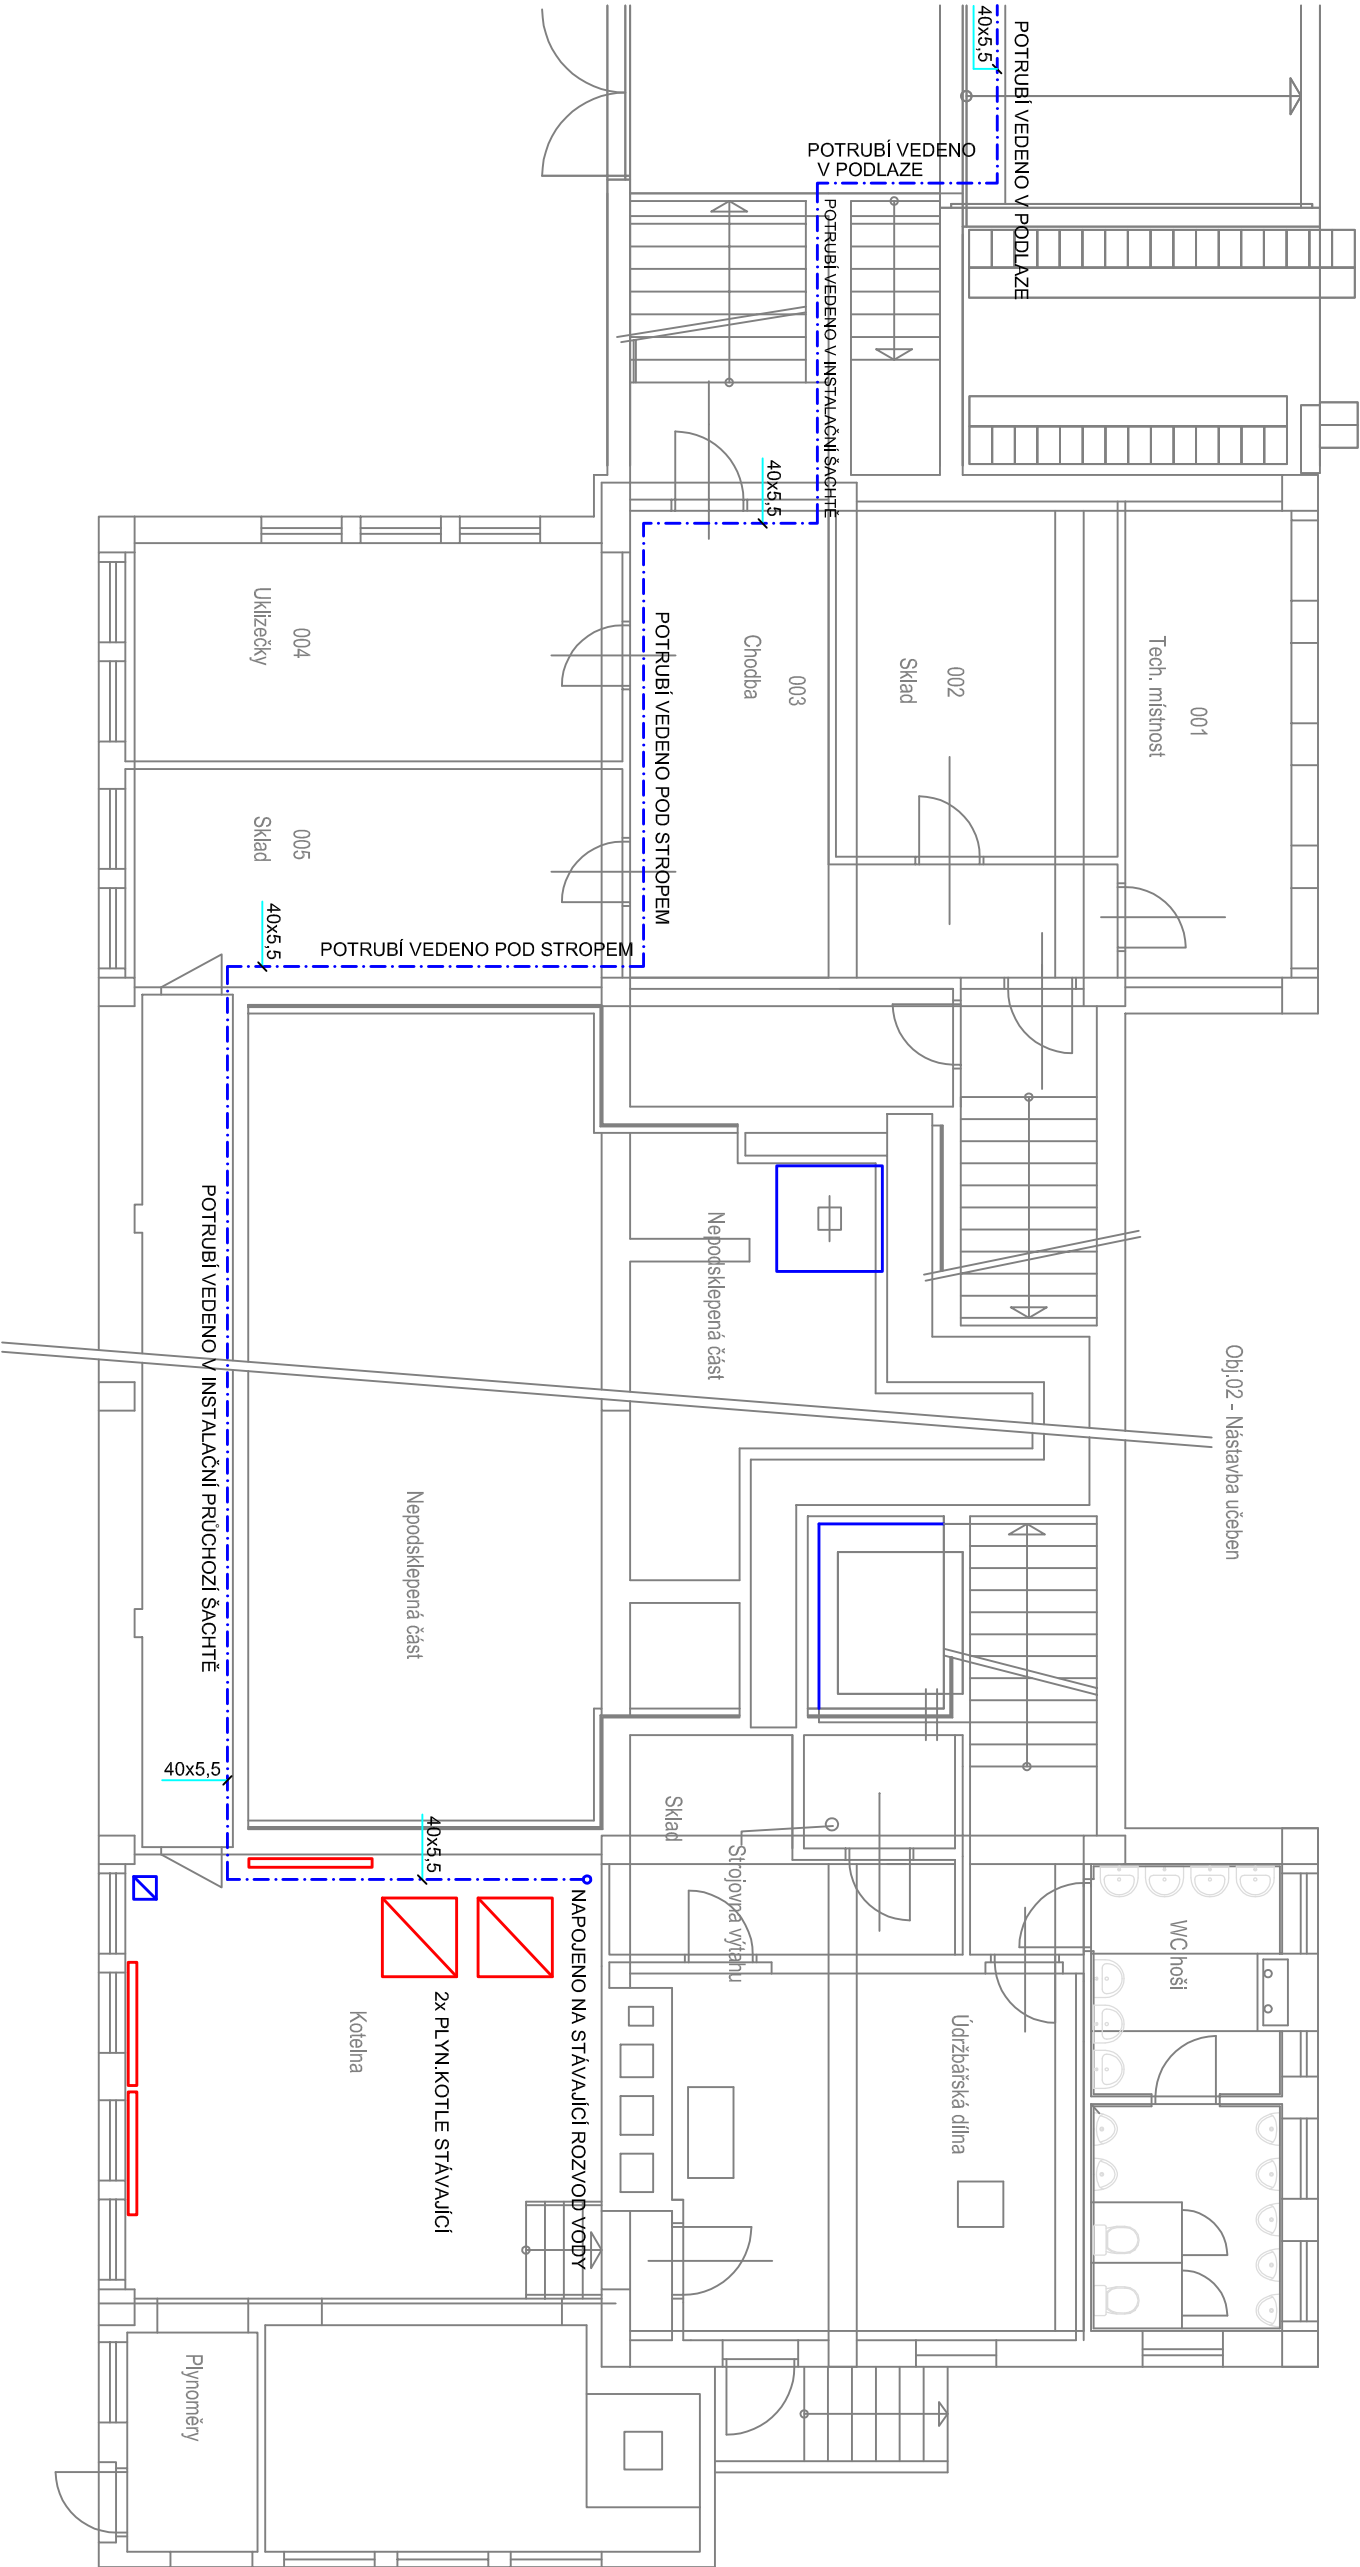 40x5,5
POTRUBÍ VEDENO V PODLAZE
POTRUBÍ VEDENO
V PODLAZE
POTRUBÍ VEDENO V INSTALAČNÍ ŠACHTĚ
40x5,5
004
Uklizečky
POTRUBÍ VEDENO POD STROPEM
003
Chodba
002
Sklad
001
Tech. místnost
005
Sklad
40x5,5
POTRUBÍ VEDENO POD STROPEM
POTRUBÍ VEDENO V INSTALAČNÍ PRŮCHOZÍ ŠACHTĚ
Nepodsklepená část
Obj.02 - Nástavba učeben
Nepodsklepená část
40x5,5
40x5,5
Sklad
Strojovna výtahu
WC hoši
NAPOJENO NA STÁVAJÍCÍ ROZVOD VODY
2x PLYN.KOTLE STÁVAJÍCÍ
Kotelna
Údržbářská dílna
Plynoměry